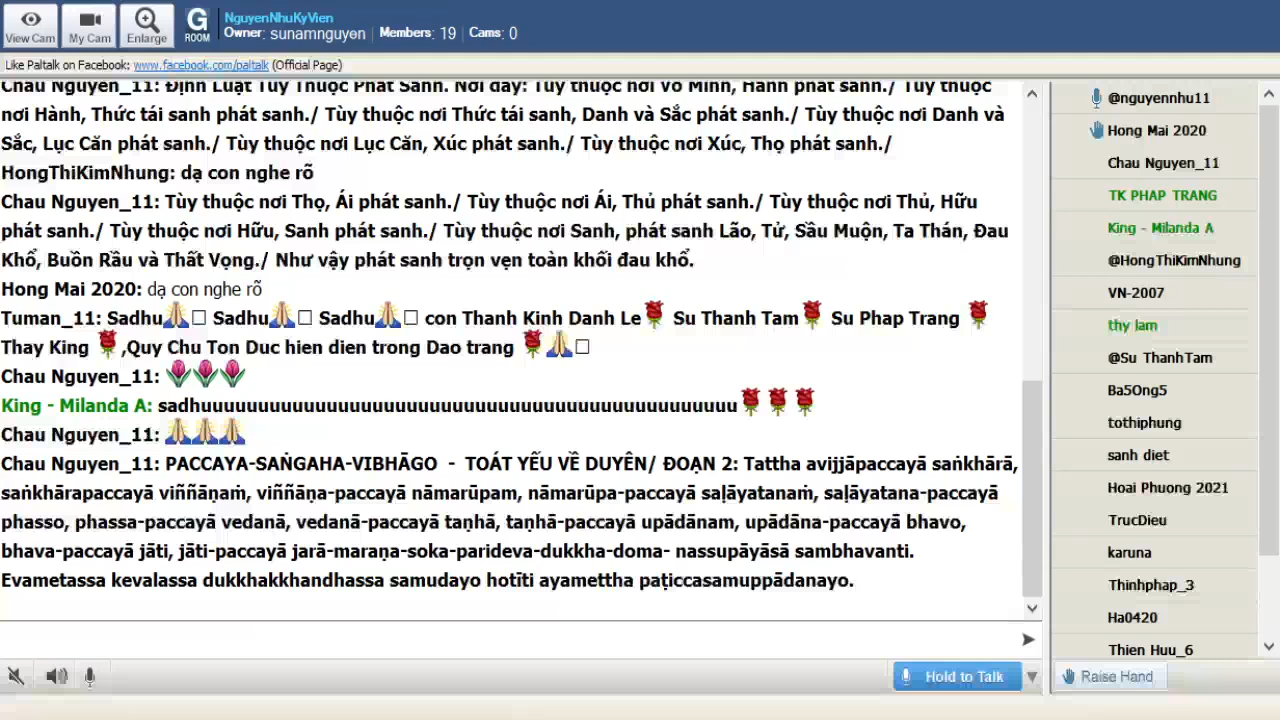 View Cam
My Cam
Enlarge
G
ROOM
NguyenNhuKyVien
Owner: sunamnguyen | Members: 19 | Cams: 0
Like Paltalk on Facebook: www.facebook.com/paltalk (Official Page)
Chau Nguyen_11: Định Luật Tùy Thuộc Phát Sanh. Nơi đây: Tùy thuộc nơi Vô Minh, Hành phát sanh./ Tùy thuộc
nơi Hành, Thức tái sanh phát sanh./ Tùy thuộc nơi Thức tái sanh, Danh và Sắc phát sanh./ Tùy thuộc nơi Danh và
Sắc, Lục Căn phát sanh./ Tùy thuộc nơi Lục Căn, Xúc phát sanh./ Tùy thuộc nơi Xúc, Thọ phát sanh./
HongThiKimNhung: dạ con nghe rõ
Chau Nguyen_11: Tùy thuộc nơi Thọ, Ái phát sanh./ Tùy thuộc nơi Ái, Thủ phát sanh./ Tùy thuộc nơi Thủ, Hữu
phát sanh./ Tùy thuộc nơi Hữu, Sanh phát sanh./ Tùy thuộc nơi Sanh, phát sanh Lão, Tử, Sầu Muộn, Ta Thán, Đau
Khổ, Buồn Rầu và Thất Vọng./ Như vậy phát sanh trọn vẹn toàn khối đau khổ.
Hong Mai 2020: dạ con nghe rõ
Tuman_11: Sadhu🙏□ Sadhu🙏□ Sadhu🙏□ con Thanh Kinh Danh Le🌹 Su Thanh Tam🌹 Su Phap Trang 🌹
Thay King 🌹,Quy Chu Ton Duc hien dien trong Dao trang 🌹🙏□
Chau Nguyen_11: 🌷🌷🌷
King - Milanda A: sadhuuuuuuuuuuuuuuuuuuuuuuuuuuuuuuuuuuuuuuuuuuuuuu🌹🌹🌹
Chau Nguyen_11: 🙏🙏🙏
Chau Nguyen_11: PACCAYA-SAṄGAHA-VIBHĀGO - TOÁT YẾU VỀ DUYÊN/ ĐOẠN 2: Tattha avijjāpaccayā saṅkhārā,
saṅkhārapaccayā viññāṇaṁ, viññāṇa-paccayā nāmarūpam, nāmarūpa-paccayā saḷāyatanaṁ, saḷāyatana-paccayā
phasso, phassa-paccayā vedanā, vedanā-paccayā taṇhā, taṇhā-paccayā upādānam, upādāna-paccayā bhavo,
bhava-paccayā jāti, jāti-paccayā jarā-maraṇa-soka-parideva-dukkha-doma- nassupāyāsā sambhavanti.
Evametassa kevalassa dukkhakkhandhassa samudayo hotīti ayamettha paṭiccasamuppādanayo.
@nguyennhu11
Hong Mai 2020
Chau Nguyen_11
TK PHAP TRANG
King - Milanda A
@HongThiKimNhung
VN-2007
thy lam
@Su ThanhTam
Ba5Ong5
tothiphung
sanh diet
Hoai Phuong 2021
TrucDieu
karuna
Thinhphap_3
Ha0420
Thien Huu_6
Hold to Talk
Raise Hand